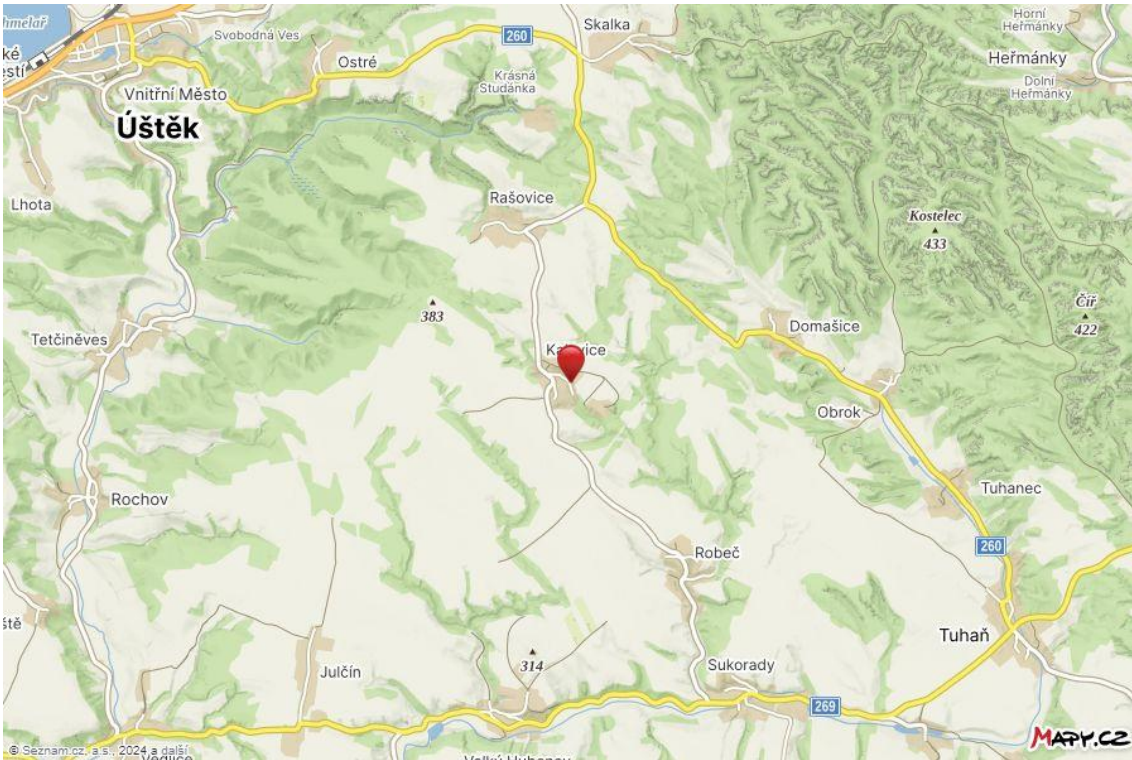 Skalka
Horní
Heřmánky
Svobodná Ves
260
Ostré
Heřmánky
Krásná
Studánka
Dolní
Heřmánky
Vnitřní Město
Úštěk
Rašovice
Lhota
Kostelec
433
Číř
422
383
Domašice
Tetčiněves
Obrok
Rochov
Tuhanec
260
Robeč
Tuhaň
314
Julčín
Sukorady
269
Mapy.cz
© Seznam.cz, a.s., 2024 a další